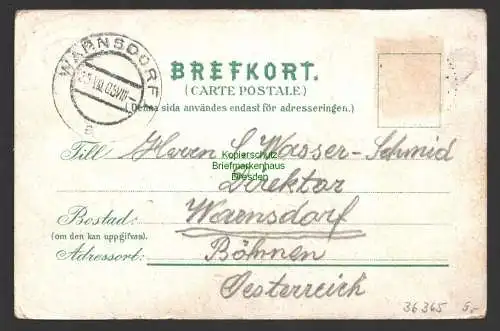 WARNSDORF
BREFKORT.
(CARTE POSTALE.)
(Denna sida användes endast för adresseringen.)
Till Herrn L Wasser-Schmid
Kopierschutz
Briefmarkenhaus
Dresden
Direktor
Bostad: Warnsdorf
(om den kan uppgifvas).
Adressort: Böhmen
Oesterreich
36365 6.-